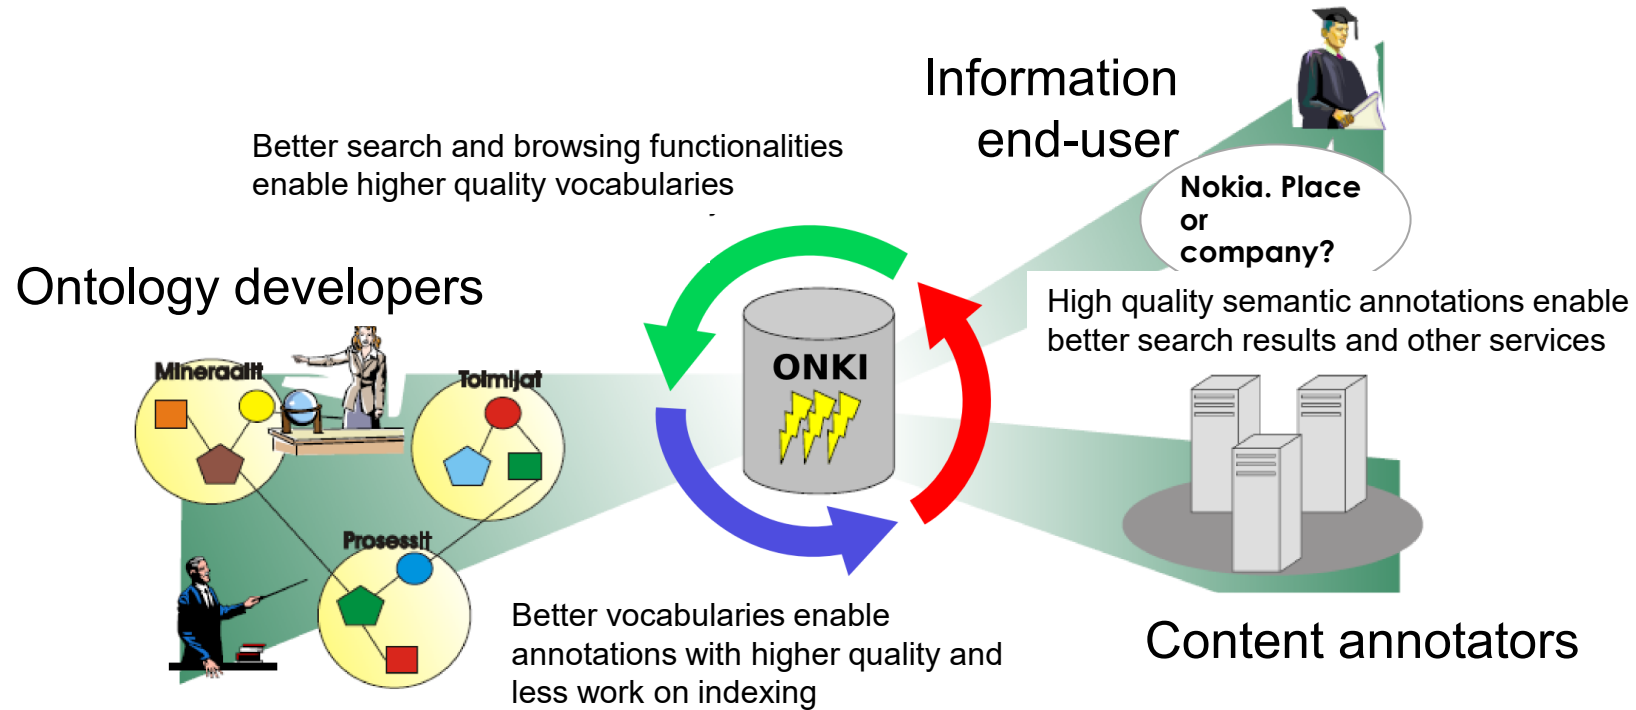 Information
end-user
Better search and browsing functionalities
enable higher quality vocabularies
Nokia. Place
or
company?
Ontology developers
High quality semantic annotations enable
better search results and other services
Mineraalit
Toimijat
ONKI
Prosessit
Better vocabularies enable
annotations with higher quality and
less work on indexing
Content annotators